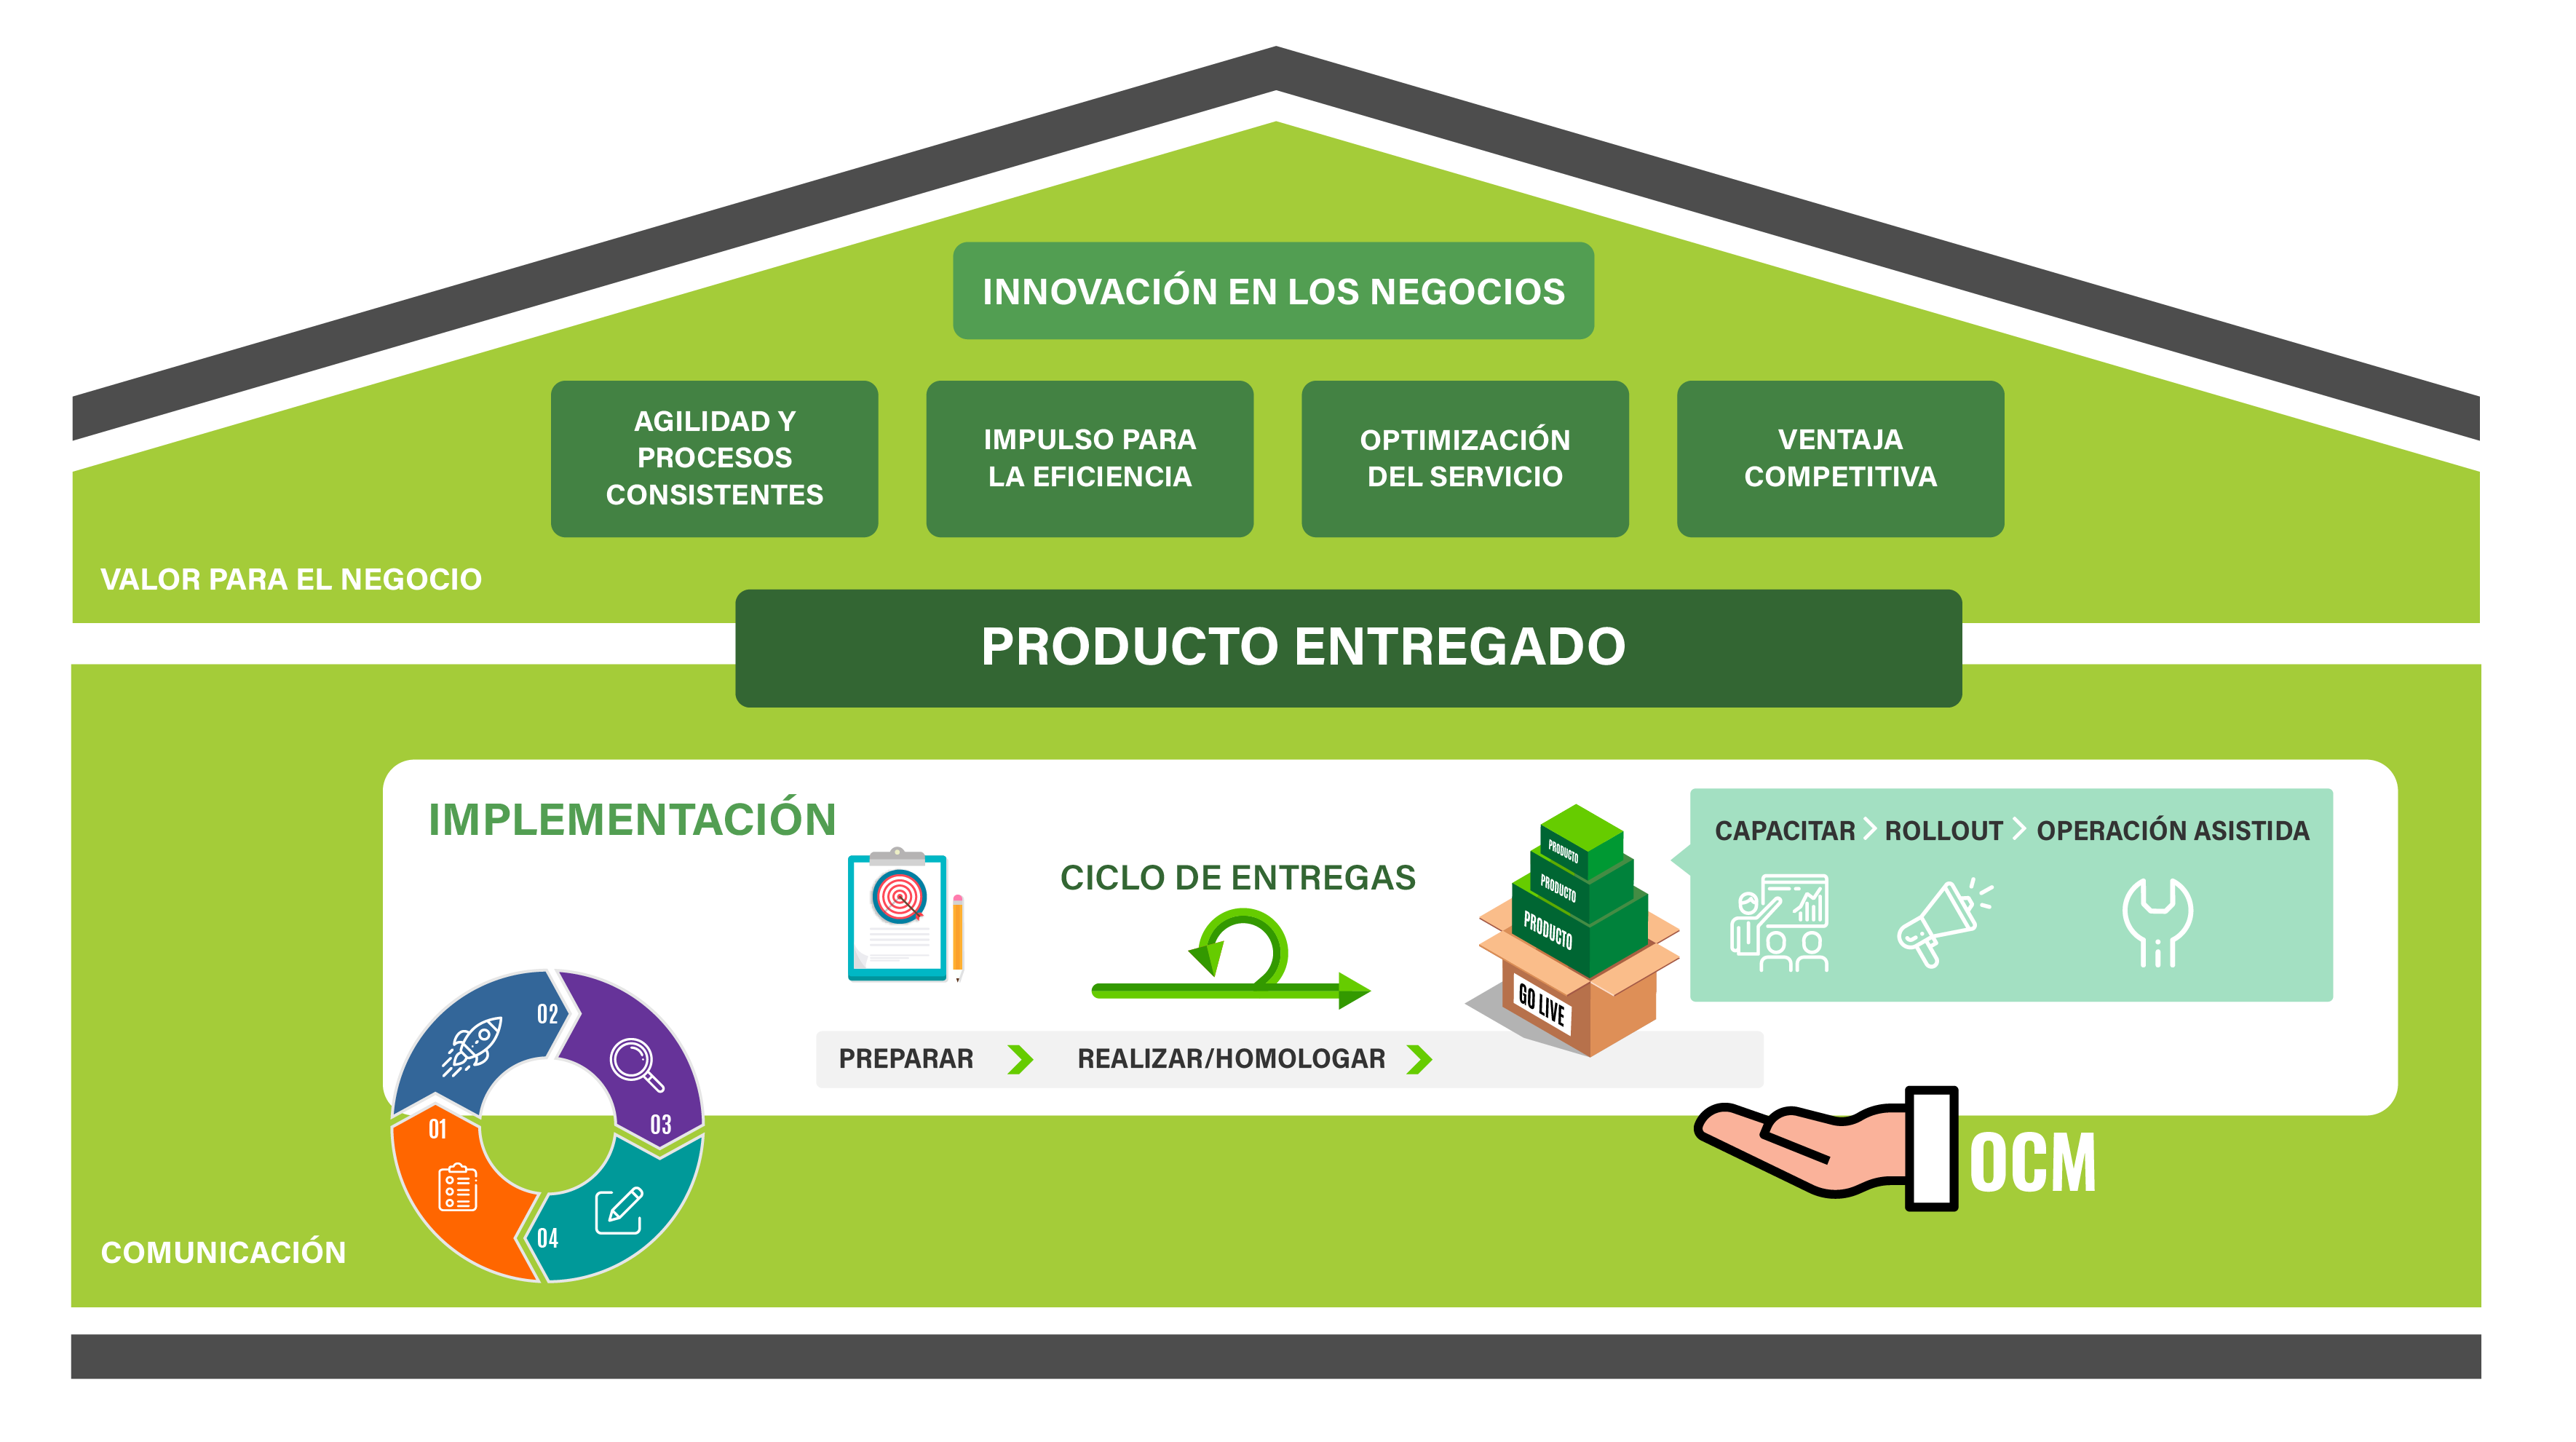 INNOVACIÓN EN LOS NEGOCIOS
AGILIDAD Y
PROCESOS
CONSISTENTES
IMPULSO PARA
LA EFICIENCIA
OPTIMIZACIÓN
DEL SERVICIO
VENTAJA
COMPETITIVA
VALOR PARA EL NEGOCIO
PRODUCTO ENTREGADO
IMPLEMENTACIÓN
CICLO DE ENTREGAS
PRODUCTO
PRODUCTO
PRODUCTO
GO LIVE
CAPACITAR
ROLLOUT
OPERACIÓN ASISTIDA
PREPARAR
REALIZAR/HOMOLOGAR
01
02
03
04
OCM
COMUNICACIÓN